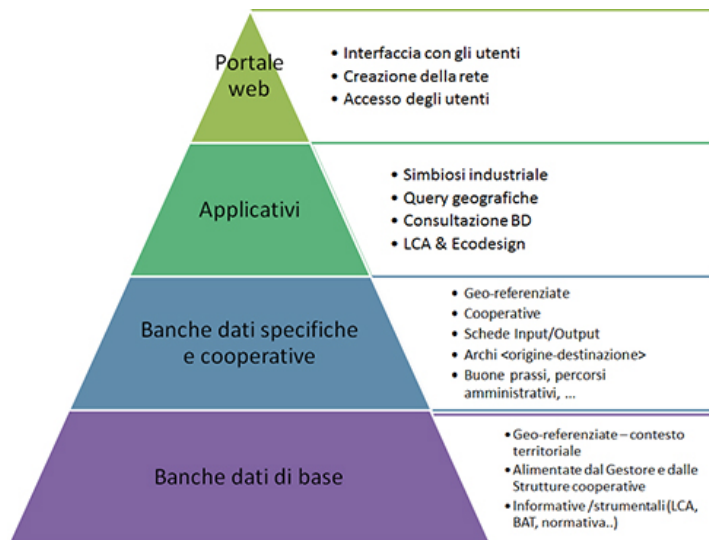 Portale
web
• Interfaccia con gli utenti
• Creazione della rete
• Accesso degli utenti
Applicativi
• Simbiosi industriale
• Query geografiche
• Consultazione BD
• LCA & Ecodesign
Banche dati specifiche
e cooperative
• Geo-referenziate
• Cooperative
• Schede Input/Output
• Archi <origine-destinazione>
• Buone prassi, percorsi
amministrativi, ...
Banche dati di base
• Geo-referenziate – contesto
territoriale
• Alimentate dal Gestore e dalle
Strutture cooperative
• Informative /strumentali (LCA,
BAT, normativa..)